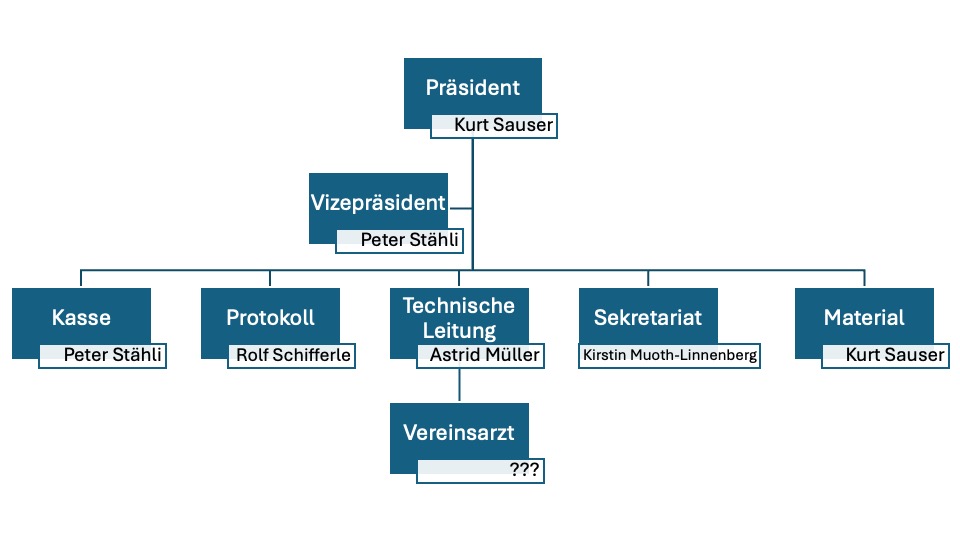 Präsident
Kurt Sauser
Vizepräsident
Peter Stähli
Kasse
Peter Stähli
Protokoll
Rolf Schifferle
Technische
Leitung
Astrid Müller
Sekretariat
Kirstin Muoth-Linnenberg
Material
Kurt Sauser
Vereinsarzt
???